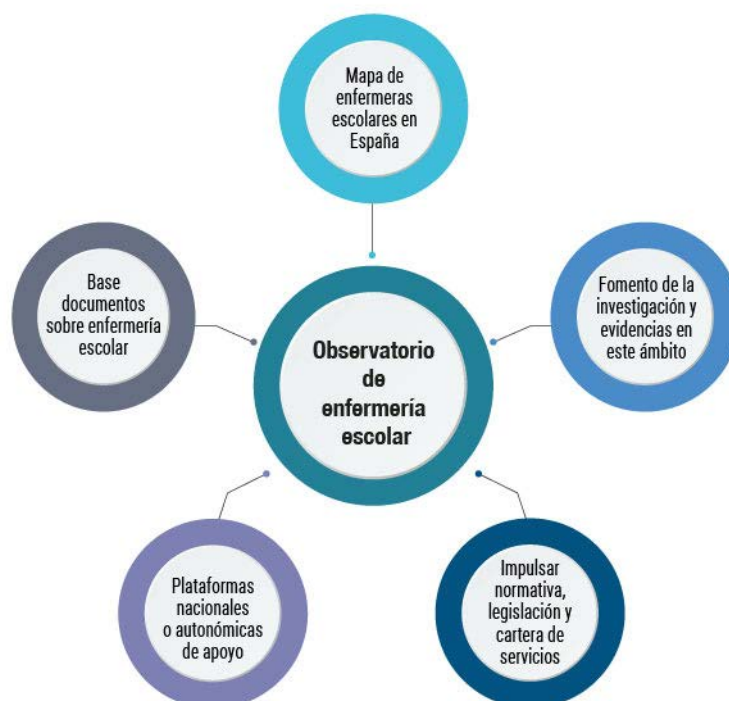 Mapa de
enfermeras
escolares en
España
Base
documentos
sobre enfermería
escolar
Fomento de la
investigación y
evidencias en
este ámbito
Observatorio
de
enfermería
escolar
Plataformas
nacionales
o autonómicas
de apoyo
Impulsar
normativa,
legislación y
cartera de
servicios